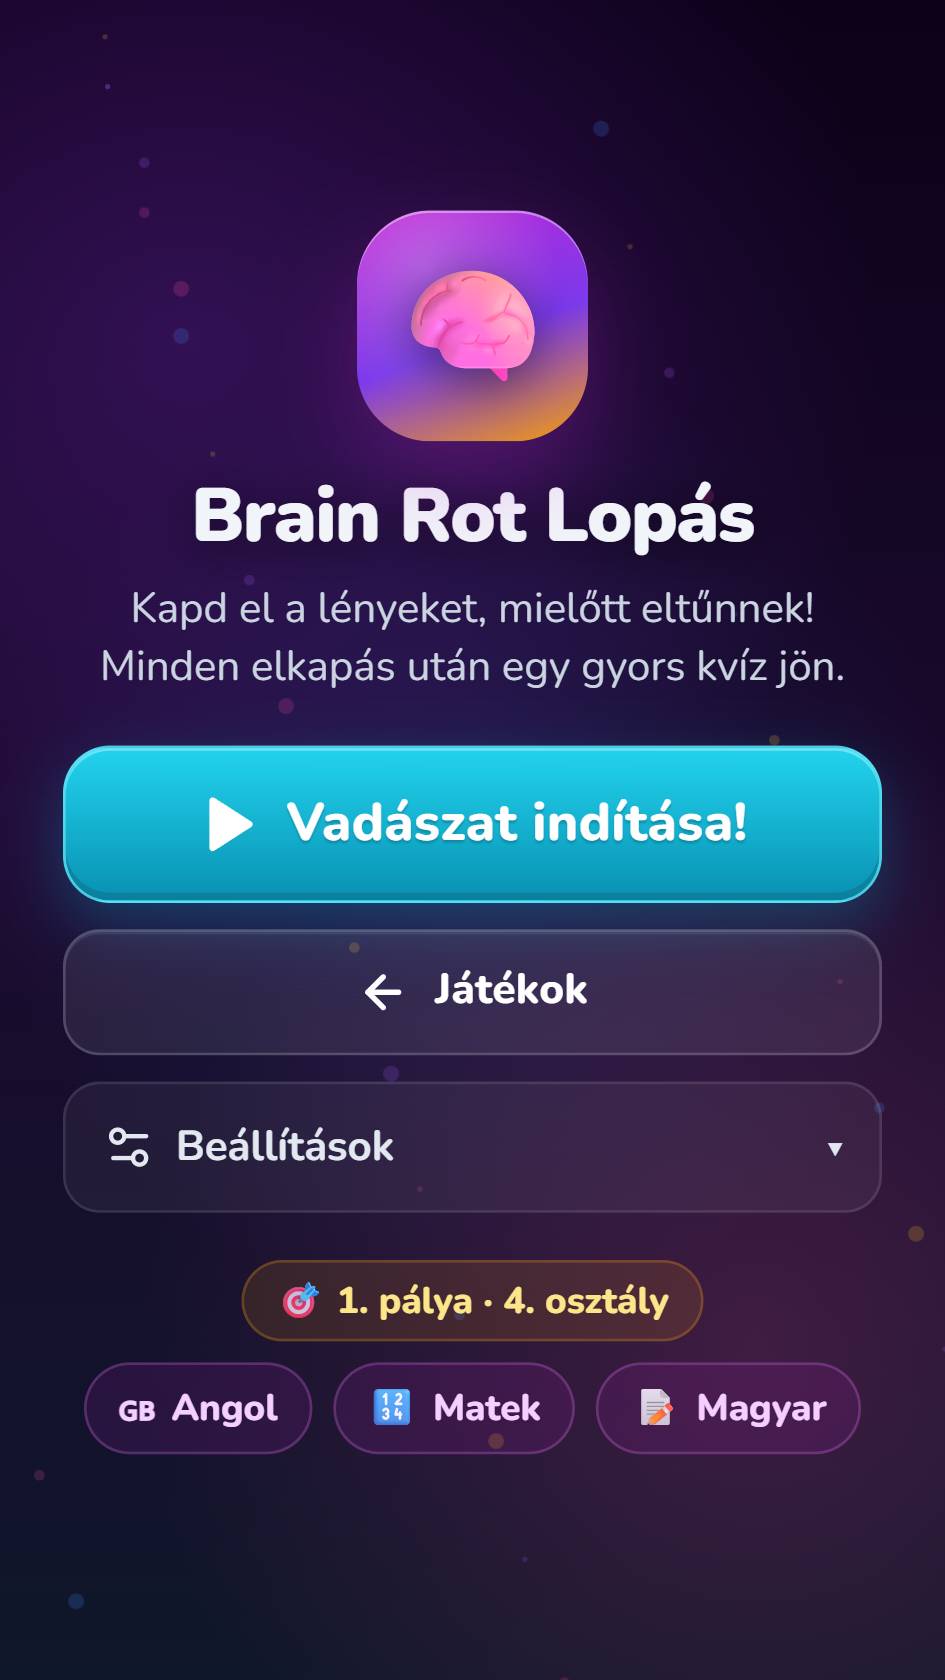 Brain Rot Lopás
Kapd el a lényeket, mielőtt eltűnnek!
Minden elkapás után egy gyors kvíz jön.
Vadászat indítása!
Játékok
Beállítások
1. pálya · 4. osztály
GB Angol
1234 Matek
Magyar